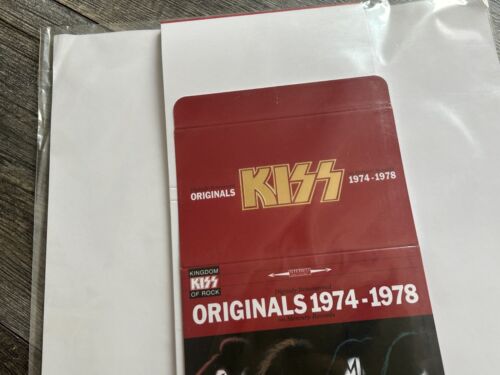 ORIGINALS KISS 1974-1978
KINGDOM
KISS
OF ROCK
ORIGINALS 1974-1978